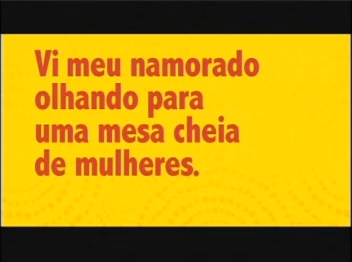 Vi meu namorado
olhando para
uma mesa cheia
de mulheres.